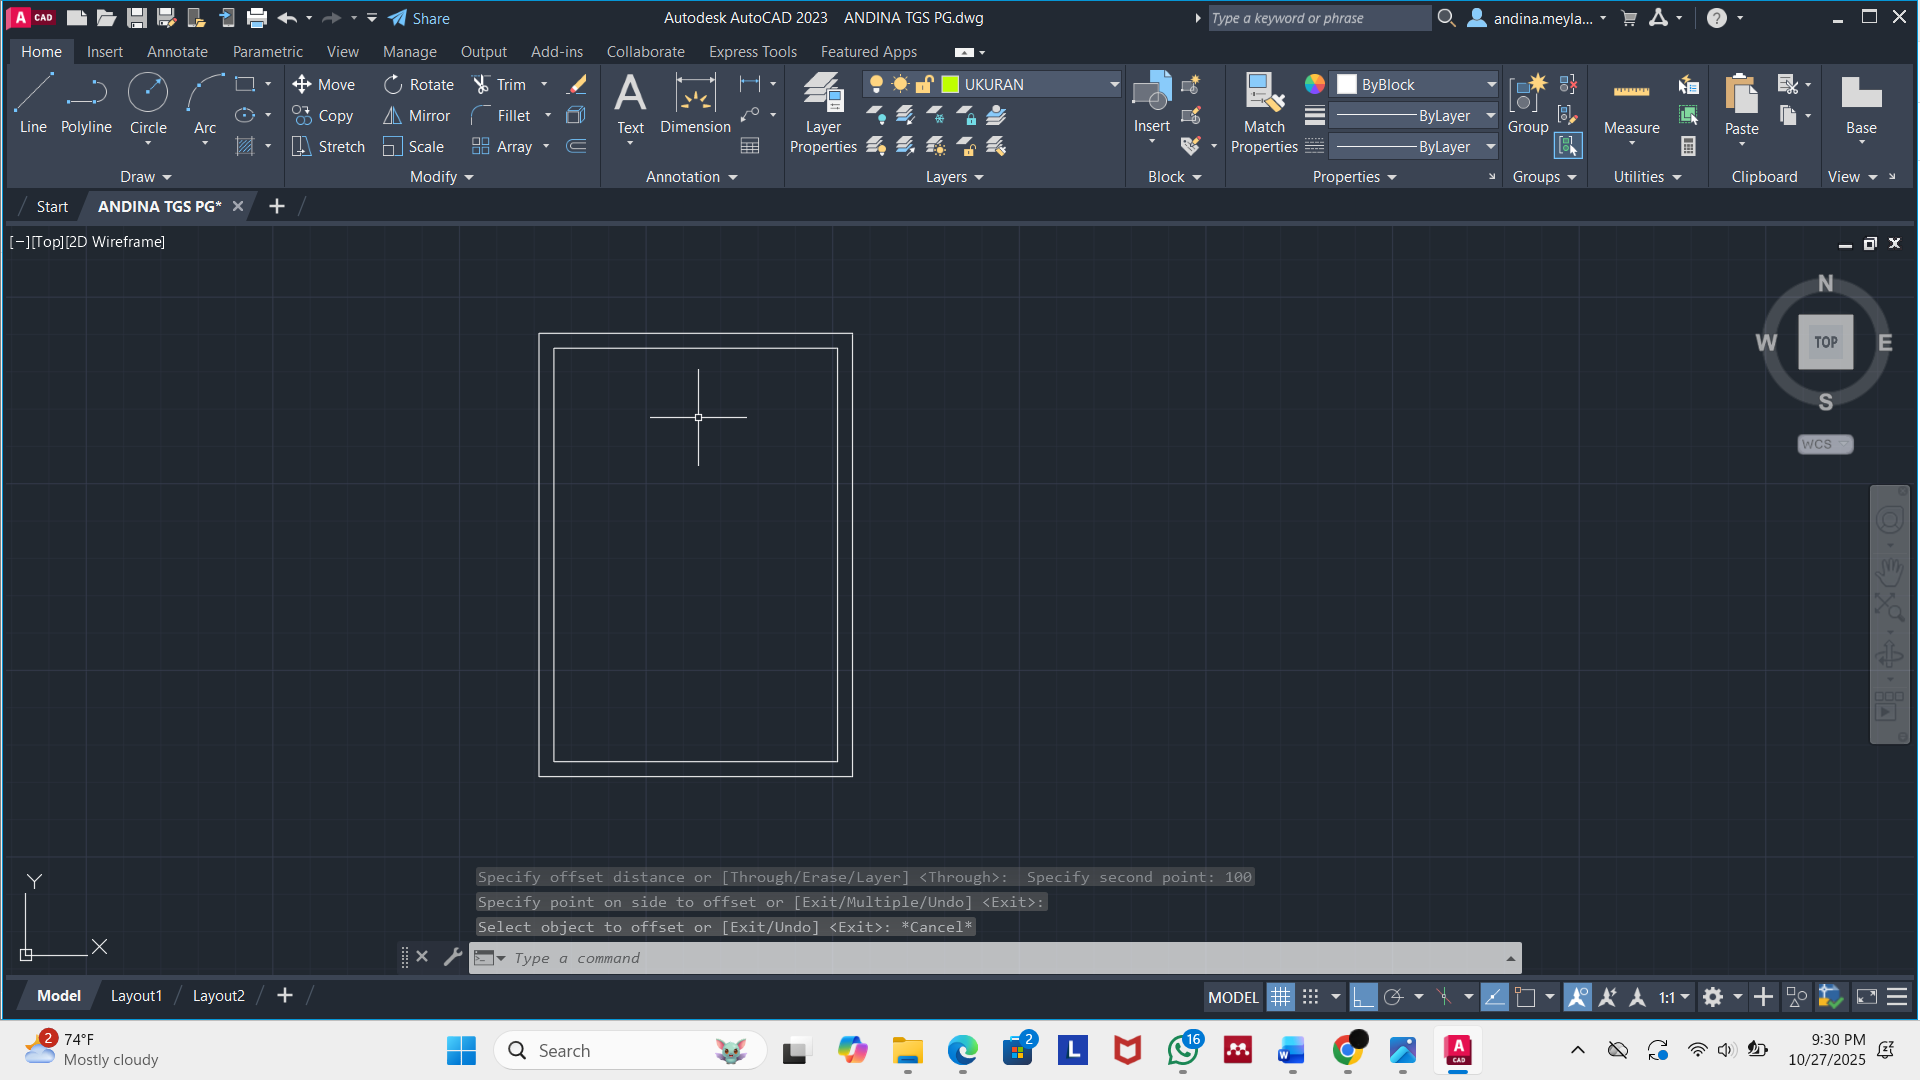 A CAD Share Autodesk AutoCAD 2023 ANDINA TGS PG.dwg Type a keyword or phrase andina.meyla... ?
Home Insert Annotate Parametric View Manage Output Add-ins Collaborate Express Tools Featured Apps
Line Polyline Circle Arc
Move Rotate Trim
Copy Mirror Fillet
Stretch Scale Array
A Text Dimension
Layer Properties
UKURAN
Insert
Match Properties
ByBlock
ByLayer
ByLayer
Group
Measure
Paste
Base
Draw Modify Annotation Layers Block Properties Groups Utilities Clipboard View
Start ANDINA TGS PG*
[−][Top][2D Wireframe]
N
W TOP E
S
WCS
Y
X
Specify offset distance or [Through/Erase/Layer] <Through>: Specify second point: 100
Specify point on side to offset or [Exit/Multiple/Undo] <Exit>:
Select object to offset or [Exit/Undo] <Exit>: *Cancel*
Type a command
Model Layout1 Layout2
MODEL 1:1
2
74°F
Mostly cloudy
Search
2
L
16
W
A CAD
9:30 PM
10/27/2025